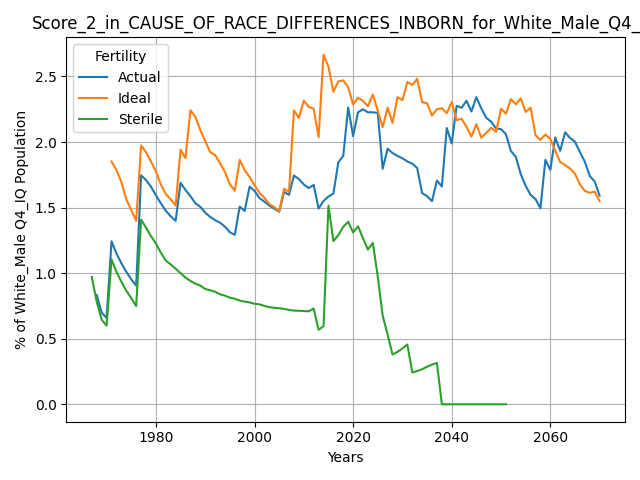 Score_2_in_CAUSE_OF_RACE_DIFFERENCES_INBORN_for_White_Male_Q4_
Fertility
Actual
Ideal
Sterile
% of White_Male Q4_IQ Population
2.5
2.0
1.5
1.0
0.5
0.0
1980 2000 2020 2040 2060
Years